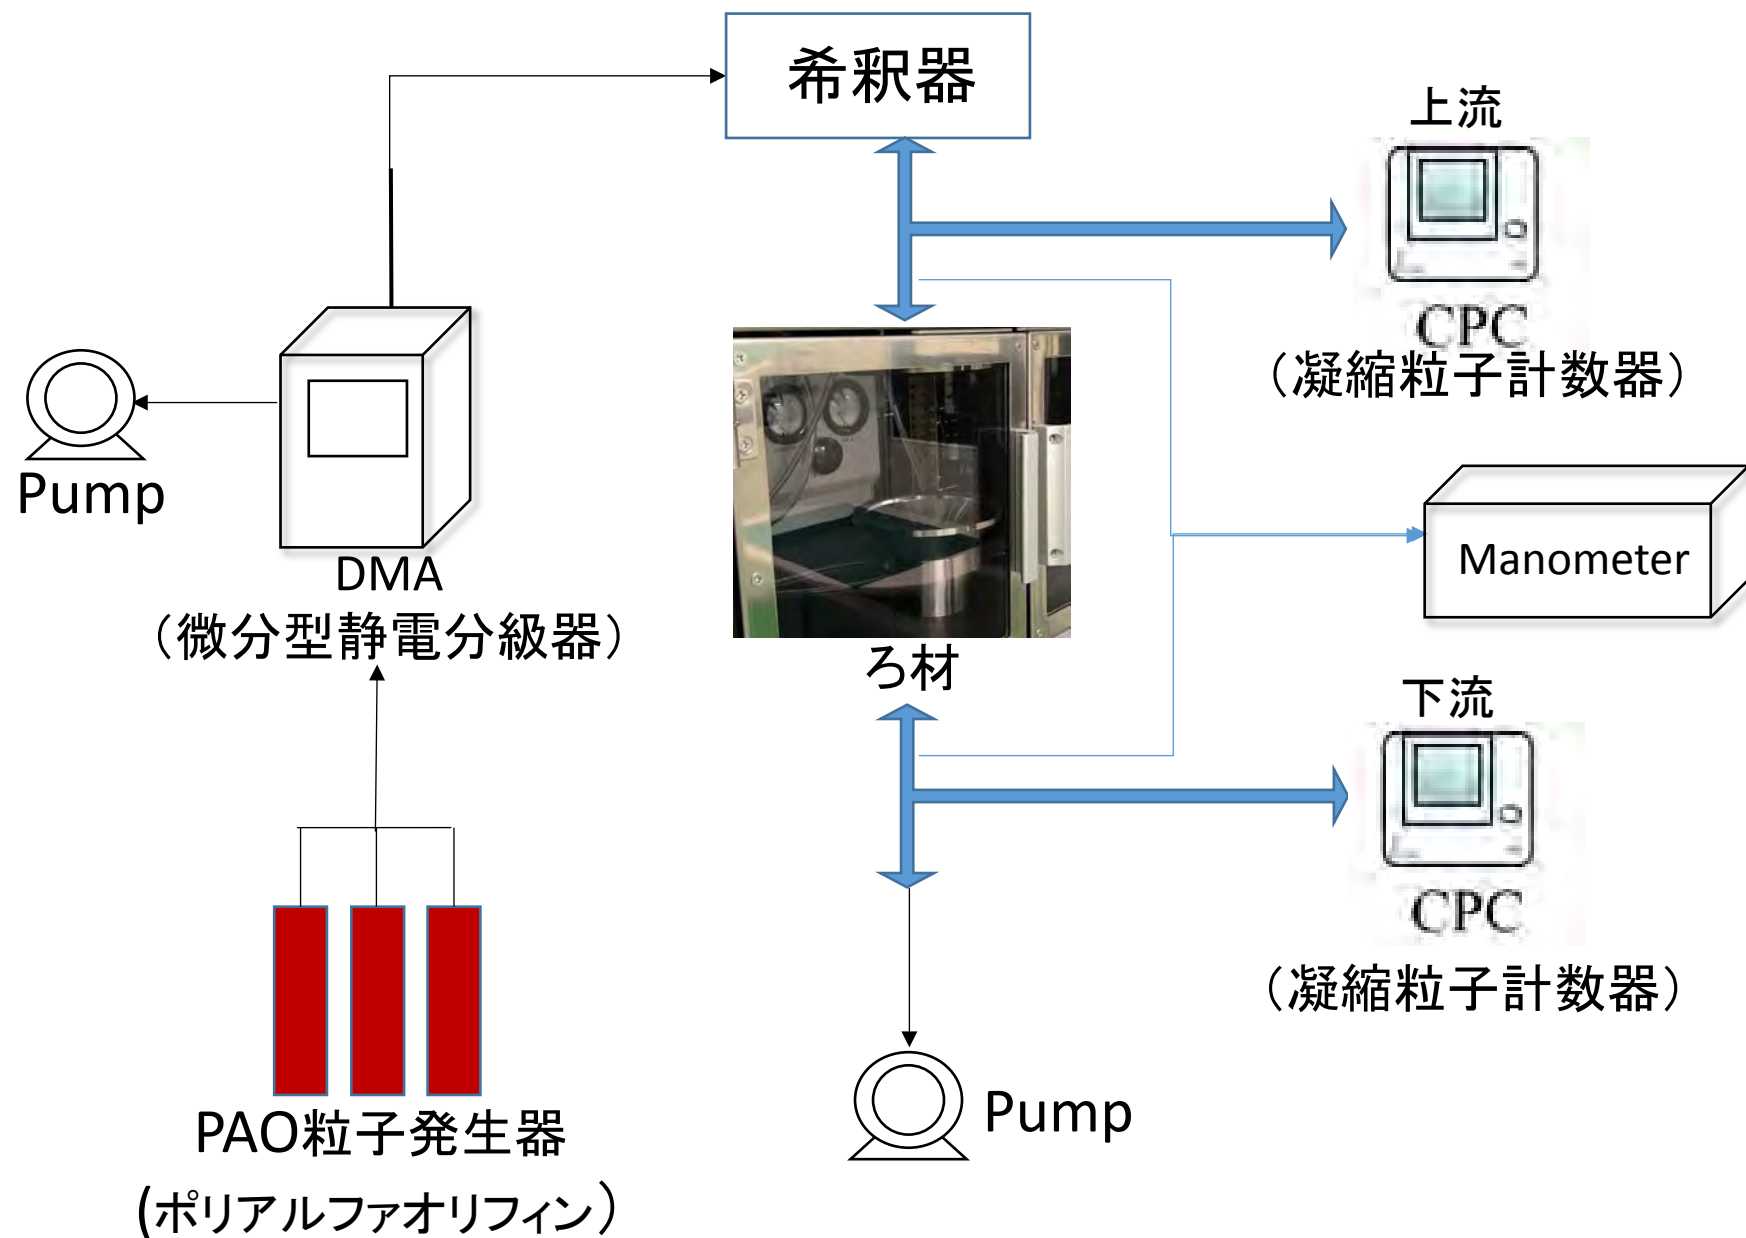 希釈器
上流
CPC
（凝縮粒子計数器）
Pump
DMA
（微分型静電分級器）
Manometer
ろ材
下流
CPC
（凝縮粒子計数器）
PAO粒子発生器
(ポリアルファオリフィン）
Pump